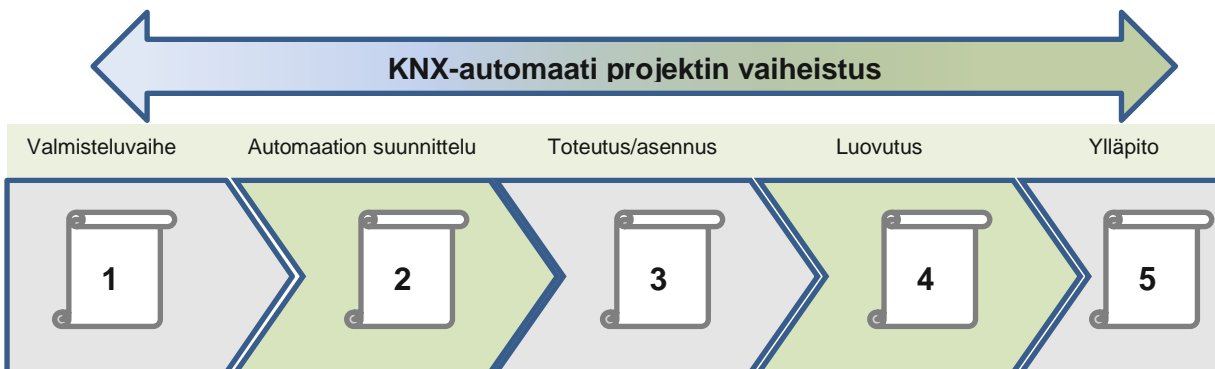 KNX-automaati projektin vaiheistus
Valmisteluvaihe
Automaation suunnittelu
Toteutus/asennus
Luovutus
Ylläpito
1
2
3
4
5